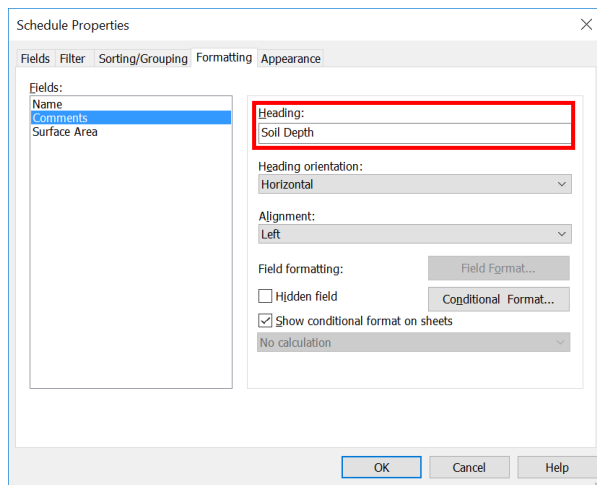 Schedule Properties
Fields Filter Sorting/Grouping Formatting Appearance
Fields:
Name
Comments
Surface Area
Heading:
Soil Depth
Heading orientation:
Horizontal
Alignment:
Left
Field formatting:
Field Format...
Hidden field
Conditional Format...
Show conditional format on sheets
No calculation
OK Cancel Help